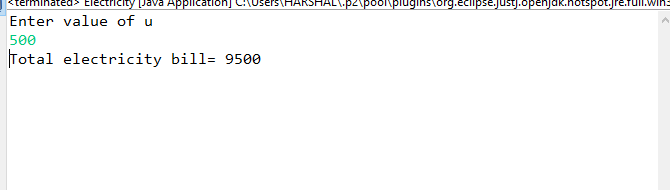 <terminated> Electricity [Java Application] C:\Users\HARSHAL\.p2\pool\plugins\org.eclipse.justj.openjdk.hotspot.jre.full.win3
Enter value of u
500
Total electricity bill= 9500